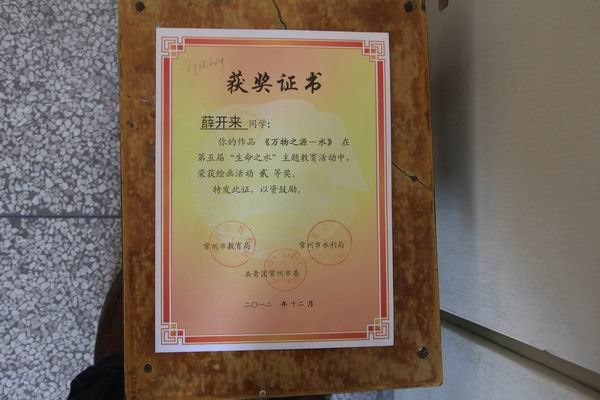 获奖证书
薛开来 同学：
你的作品 《万物之源—水》 在
第五届“生命之水”主题教育活动中，
荣获绘画活动 贰 等奖。
特发此证，以资鼓励。
常州市教育局 常州市水利局
共青团常州市委
二〇一二 年 十二 月